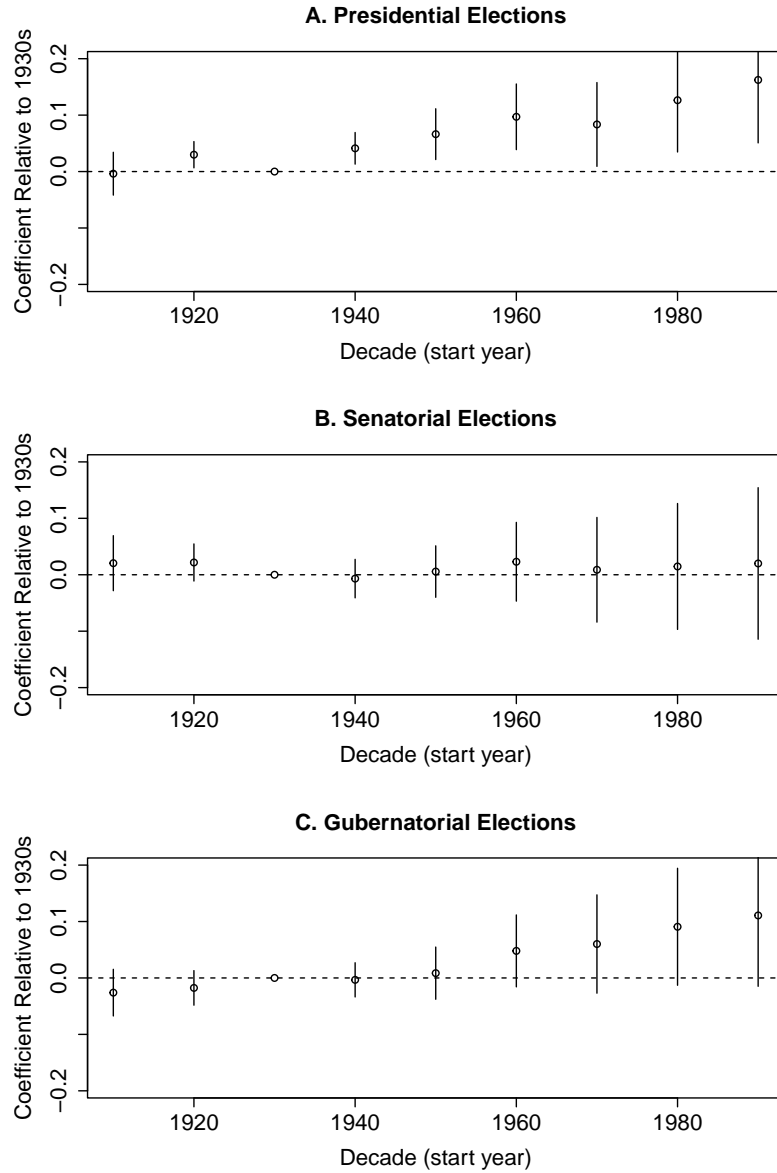 A. Presidential Elections
Coefficient Relative to 1930s
0.2
0.1
0.0
−0.2
1920
1940
1960
1980
Decade (start year)
B. Senatorial Elections
Coefficient Relative to 1930s
0.2
0.1
0.0
−0.2
1920
1940
1960
1980
Decade (start year)
C. Gubernatorial Elections
Coefficient Relative to 1930s
0.2
0.1
0.0
−0.2
1920
1940
1960
1980
Decade (start year)